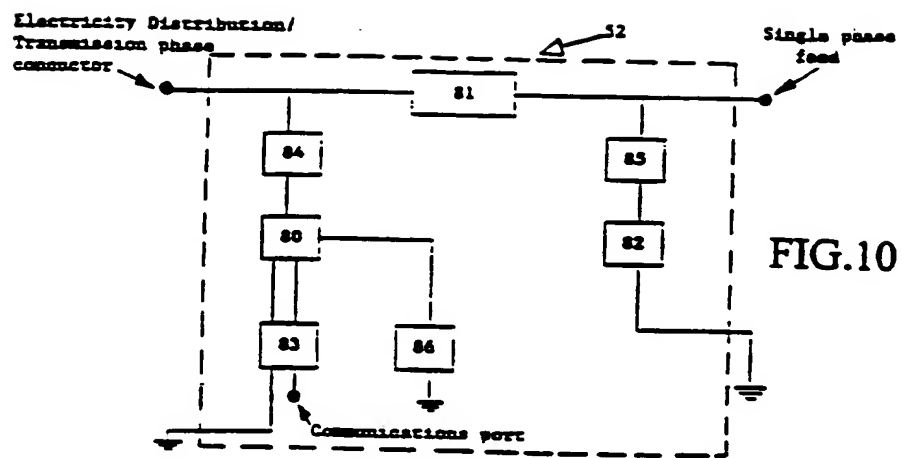 Electricity Distribution/
Transmission phase
conductor
52
Single phase
feed
81
84
85
80
82
FIG.10
83
86
Communications port